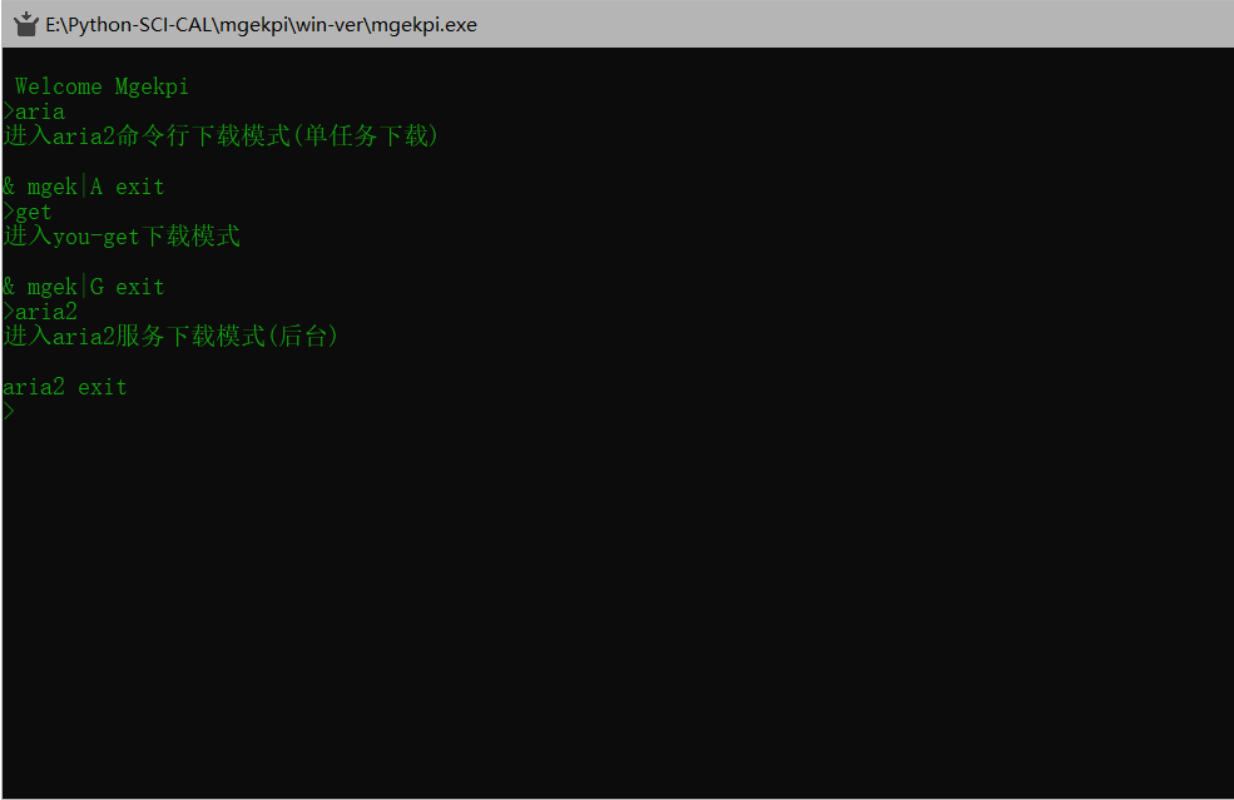 E:\Python-SCI-CAL\mgekpi\win-ver\mgekpi.exe
Welcome Mgekpi
>aria
进入aria2命令行下载模式(单任务下载)
& mgek|A exit
>get
进入you-get下载模式
& mgek|G exit
>aria2
进入aria2服务下载模式(后台)
aria2 exit
>